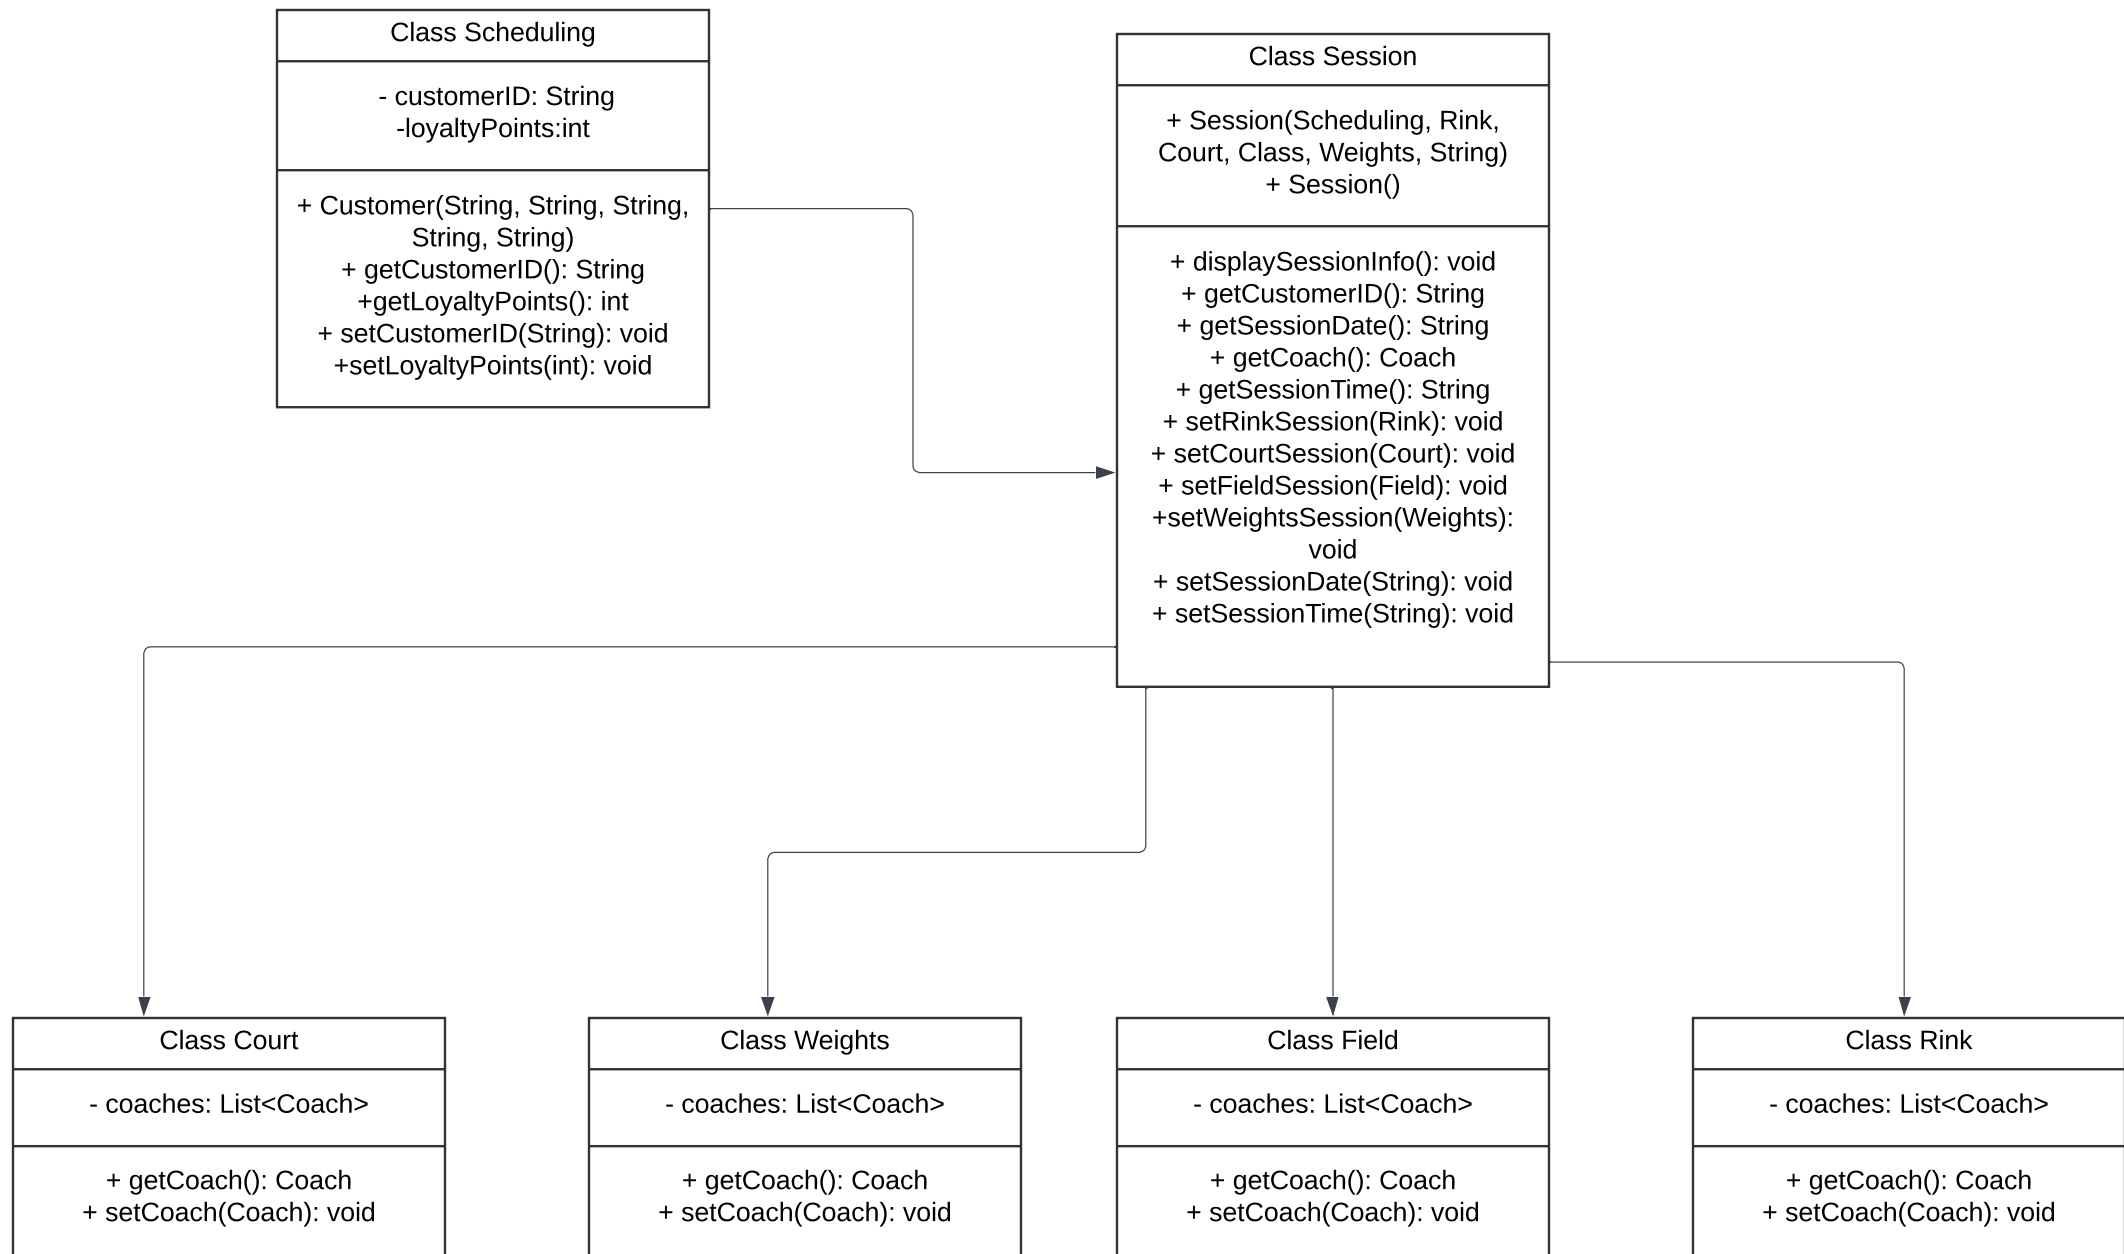 Class Scheduling
- customerID: String
-loyaltyPoints:int
+ Customer(String, String, String,
String, String)
+ getCustomerID(): String
+getLoyaltyPoints(): int
+ setCustomerID(String): void
+setLoyaltyPoints(int): void
Class Session
+ Session(Scheduling, Rink,
Court, Class, Weights, String)
+ Session()
+ displaySessionInfo(): void
+ getCustomerID(): String
+ getSessionDate(): String
+ getCoach(): Coach
+ getSessionTime(): String
+ setRinkSession(Rink): void
+ setCourtSession(Court): void
+ setFieldSession(Field): void
+setWeightsSession(Weights):
void
+ setSessionDate(String): void
+ setSessionTime(String): void
Class Court
- coaches: List<Coach>
+ getCoach(): Coach
+ setCoach(Coach): void
Class Weights
- coaches: List<Coach>
+ getCoach(): Coach
+ setCoach(Coach): void
Class Field
- coaches: List<Coach>
+ getCoach(): Coach
+ setCoach(Coach): void
Class Rink
- coaches: List<Coach>
+ getCoach(): Coach
+ setCoach(Coach): void